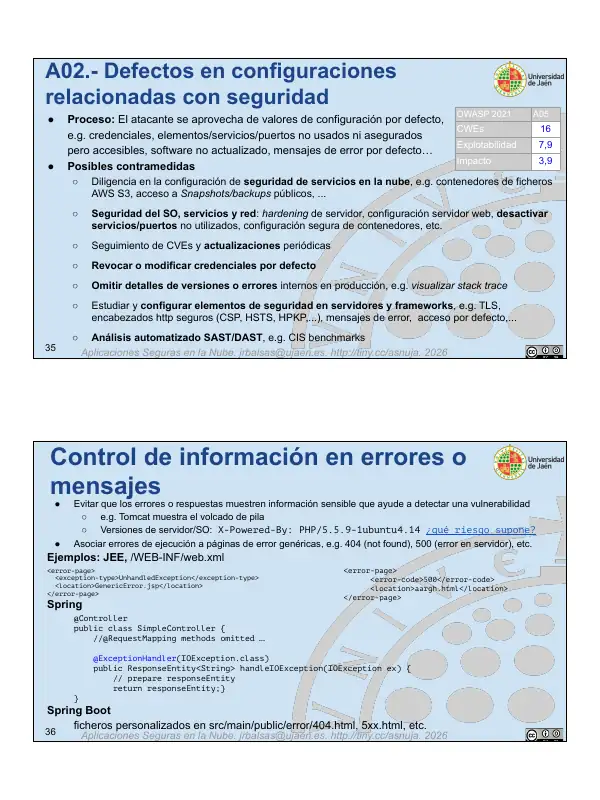 A02.- Defectos en configuraciones
relacionadas con seguridad
Universidad
de Jaén
● Proceso: El atacante se aprovecha de valores de configuración por defecto,
e.g. credenciales, elementos/servicios/puertos no usados ni asegurados
pero accesibles, software no actualizado, mensajes de error por defecto…
OWASP 2021 A05
CWEs 16
Explotabilidad 7,9
Impacto 3,9
● Posibles contramedidas
○ Diligencia en la configuración de seguridad de servicios en la nube, e.g. contenedores de ficheros
AWS S3, acceso a Snapshots/backups públicos, ...
○ Seguridad del SO, servicios y red: hardening de servidor, configuración servidor web, desactivar
servicios/puertos no utilizados, configuración segura de contenedores, etc.
○ Seguimiento de CVEs y actualizaciones periódicas
○ Revocar o modificar credenciales por defecto
○ Omitir detalles de versiones o errores internos en producción, e.g. visualizar stack trace
○ Estudiar y configurar elementos de seguridad en servidores y frameworks, e.g. TLS,
encabezados http seguros (CSP, HSTS, HPKP,...), mensajes de error, acceso por defecto,...
○ Análisis automatizado SAST/DAST, e.g. CIS benchmarks
35
Aplicaciones Seguras en la Nube. jrbalsas@ujaen.es. http://tiny.cc/asnuja. 2026
Control de información en errores o
mensajes
Universidad
de Jaén
● Evitar que los errores o respuestas muestren información sensible que ayude a detectar una vulnerabilidad
○ e.g. Tomcat muestra el volcado de pila
○ Versiones de servidor/SO: X-Powered-By: PHP/5.5.9-1ubuntu4.14 ¿qué riesgo supone?
● Asociar errores de ejecución a páginas de error genéricas, e.g. 404 (not found), 500 (error en servidor), etc.
Ejemplos: JEE, /WEB-INF/web.xml
<error-page>
<exception-type>UnhandledException</exception-type>
<location>GenericError.jsp</location>
</error-page>
<error-page>
<error-code>500</error-code>
<location>aargh.html</location>
</error-page>
Spring
@Controller
public class SimpleController {
//@RequestMapping methods omitted …
@ExceptionHandler(IOException.class)
public ResponseEntity<String> handleIOException(IOException ex) {
// prepare responseEntity
return responseEntity;}
}
Spring Boot
ficheros personalizados en src/main/public/error/404.html, 5xx.html, etc.
36
Aplicaciones Seguras en la Nube. jrbalsas@ujaen.es. http://tiny.cc/asnuja. 2026